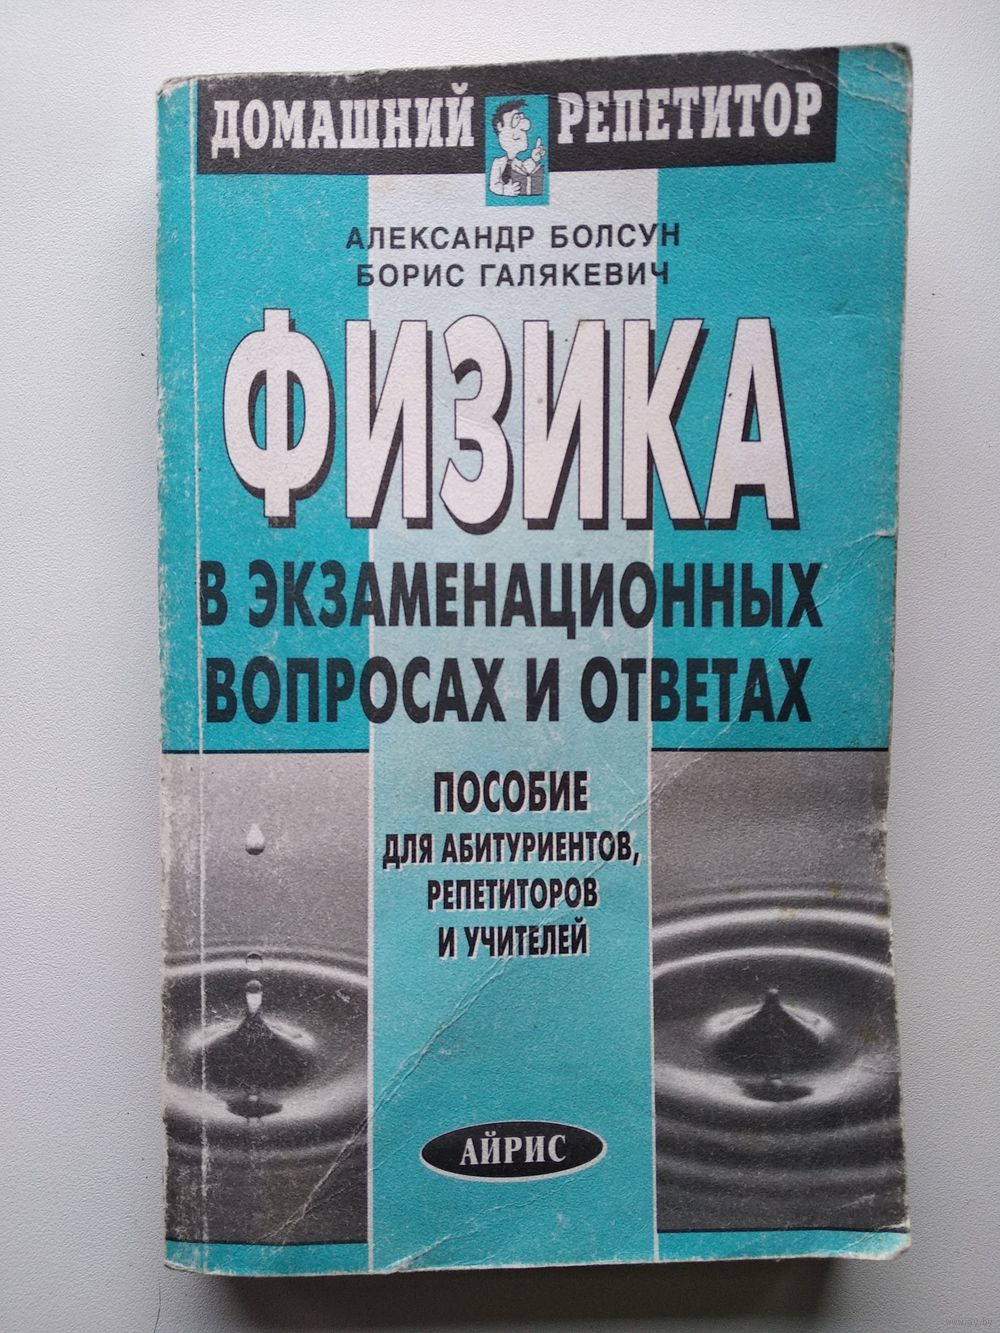 ДОМАШНИЙ РЕПЕТИТОР
АЛЕКСАНДР БОЛСУН
БОРИС ГАЛЯКЕВИЧ
ФИЗИКА
В ЭКЗАМЕНАЦИОННЫХ
ВОПРОСАХ И ОТВЕТАХ
ПОСОБИЕ
ДЛЯ АБИТУРИЕНТОВ,
РЕПЕТИТОРОВ
И УЧИТЕЛЕЙ
АЙРИС